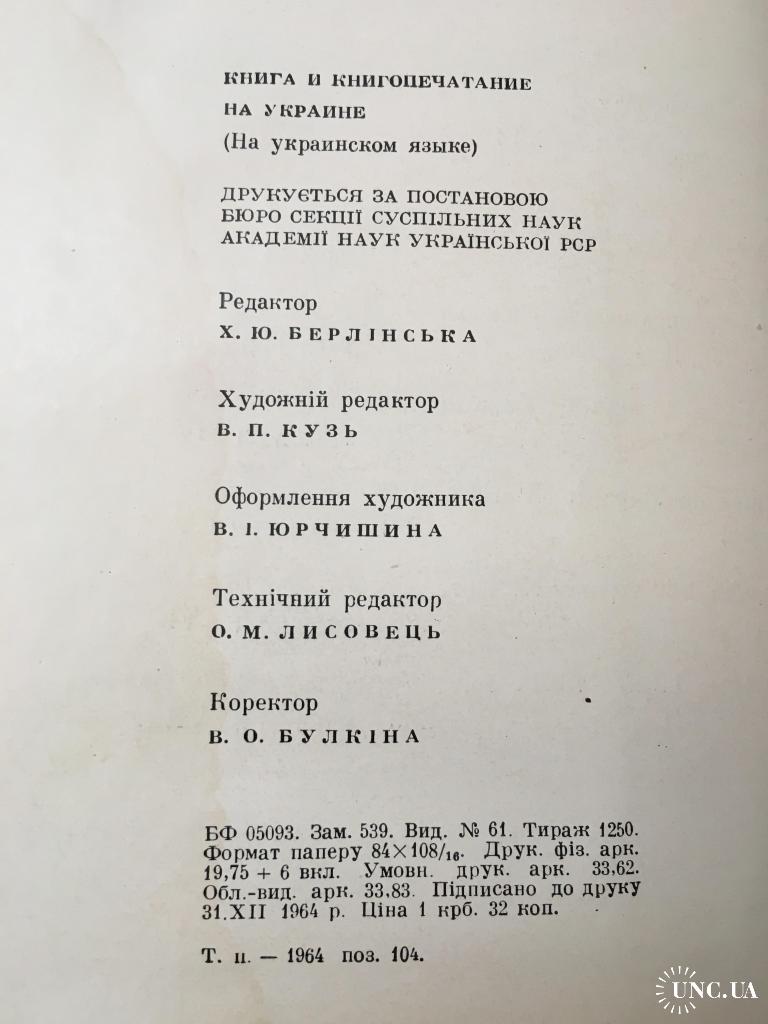 КНИГА И КНИГОПЕЧАТАНИЕ
НА УКРАИНЕ
(На украинском языке)
ДРУКУЄТЬСЯ ЗА ПОСТАНОВОЮ
БЮРО СЕКЦІЇ СУСПІЛЬНИХ НАУК
АКАДЕМІЇ НАУК УКРАЇНСЬКОЇ РСР
Редактор
Х. Ю. БЕРЛІНСЬКА
Художній редактор
В. П. КУЗЬ
Оформлення художника
В. І. ЮРЧИШИНА
Технічний редактор
О. М. ЛИСОВЕЦЬ
Коректор
В. О. БУЛКІНА
БФ 05093. Зам. 539. Вид. № 61. Тираж 1250.
Формат паперу 84×108/16. Друк. фіз. арк.
19,75 + 6 вкл. Умовн. друк. арк. 33,62.
Обл.-вид. арк. 33,83. Підписано до друку
31.XII 1964 р. Ціна 1 крб. 32 коп.
Т. п. — 1964 поз. 104.
UNC.UA